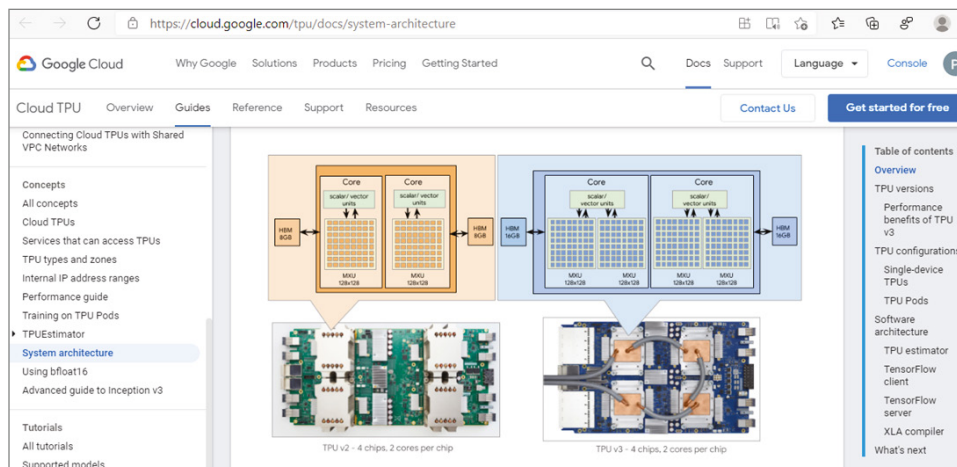 https://cloud.google.com/tpu/docs/system-architecture
Google Cloud
Why Google
Solutions
Products
Pricing
Getting Started
Docs
Support
Language
Console
Cloud TPU
Overview
Guides
Reference
Support
Resources
Contact Us
Get started for free
Connecting Cloud TPUs with Shared
VPC Networks
Concepts
All concepts
Cloud TPUs
Services that can access TPUs
TPU types and zones
Internal IP address ranges
Performance guide
Training on TPU Pods
TPUEstimator
System architecture
Using bfloat16
Advanced guide to Inception v3
Tutorials
All tutorials
Supported models
Core
Core
scalar/ vector
units
scalar/ vector
units
HBM
8GB
HBM
8GB
MXU
128x128
MXU
128x128
Core
Core
scalar/ vector
units
scalar/ vector
units
HBM
16GB
HBM
16GB
MXU
128x128
MXU
128x128
MXU
128x128
MXU
128x128
TPU v2 - 4 chips, 2 cores per chip
TPU v3 - 4 chips, 2 cores per chip
Table of contents
Overview
TPU versions
Performance
benefits of TPU
v3
TPU configurations
Single-device
TPUs
TPU Pods
Software
architecture
TPU estimator
TensorFlow
client
TensorFlow
server
XLA compiler
What's next